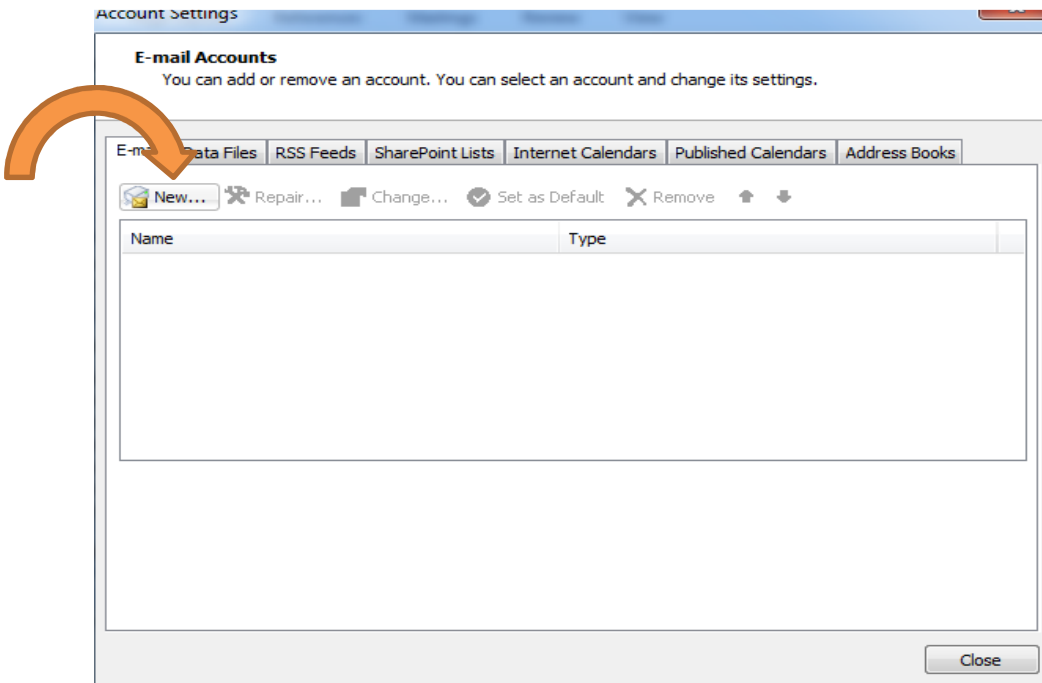 Account Settings
E-mail Accounts
You can add or remove an account. You can select an account and change its settings.
Data Files RSS Feeds SharePoint Lists Internet Calendars Published Calendars Address Books
New... Repair... Change... Set as Default Remove
Name Type
Close